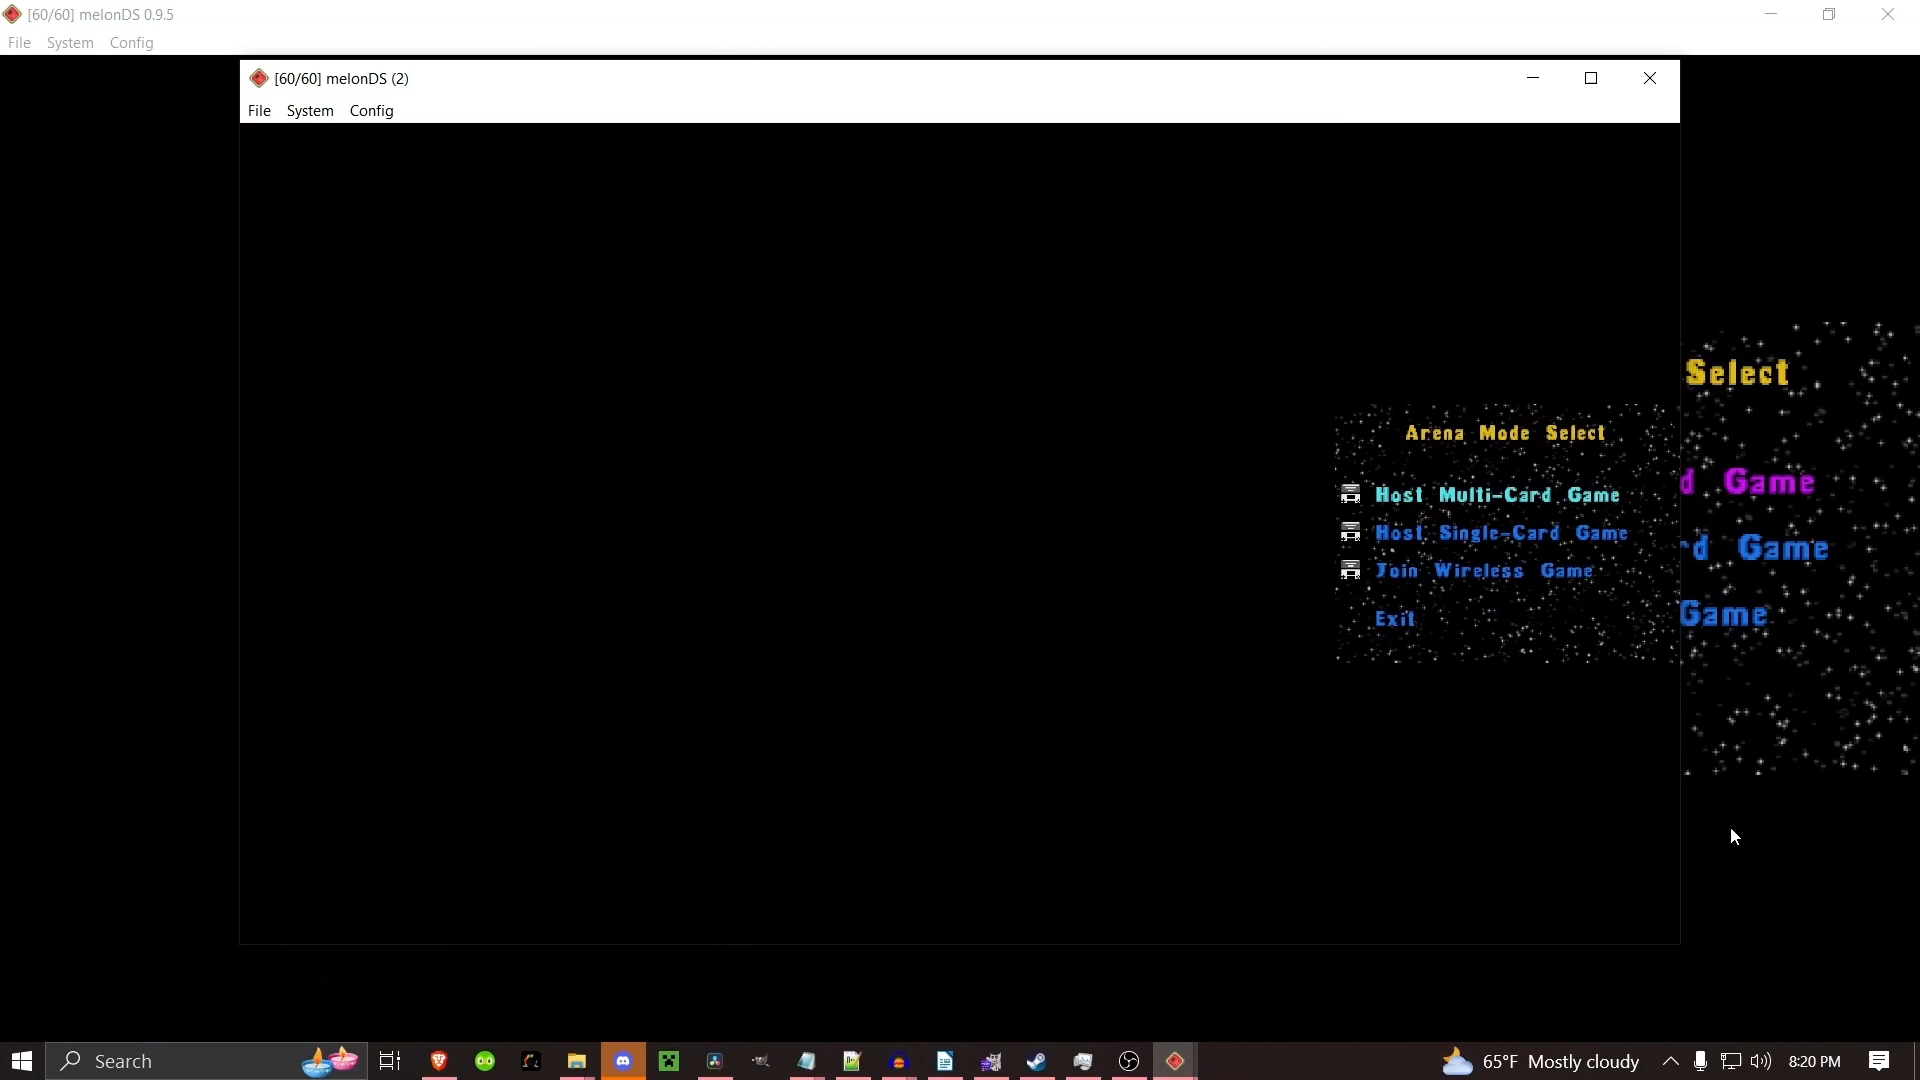 [60/60] melonDS 0.9.5
File System Config
[60/60] melonDS (2)
File System Config
Arena Mode Select
Host Multi-Card Game
Host Single-Card Game
Join Wireless Game
Exit
Select
d Game
rd Game
Game
Search
65°F Mostly cloudy
8:20 PM